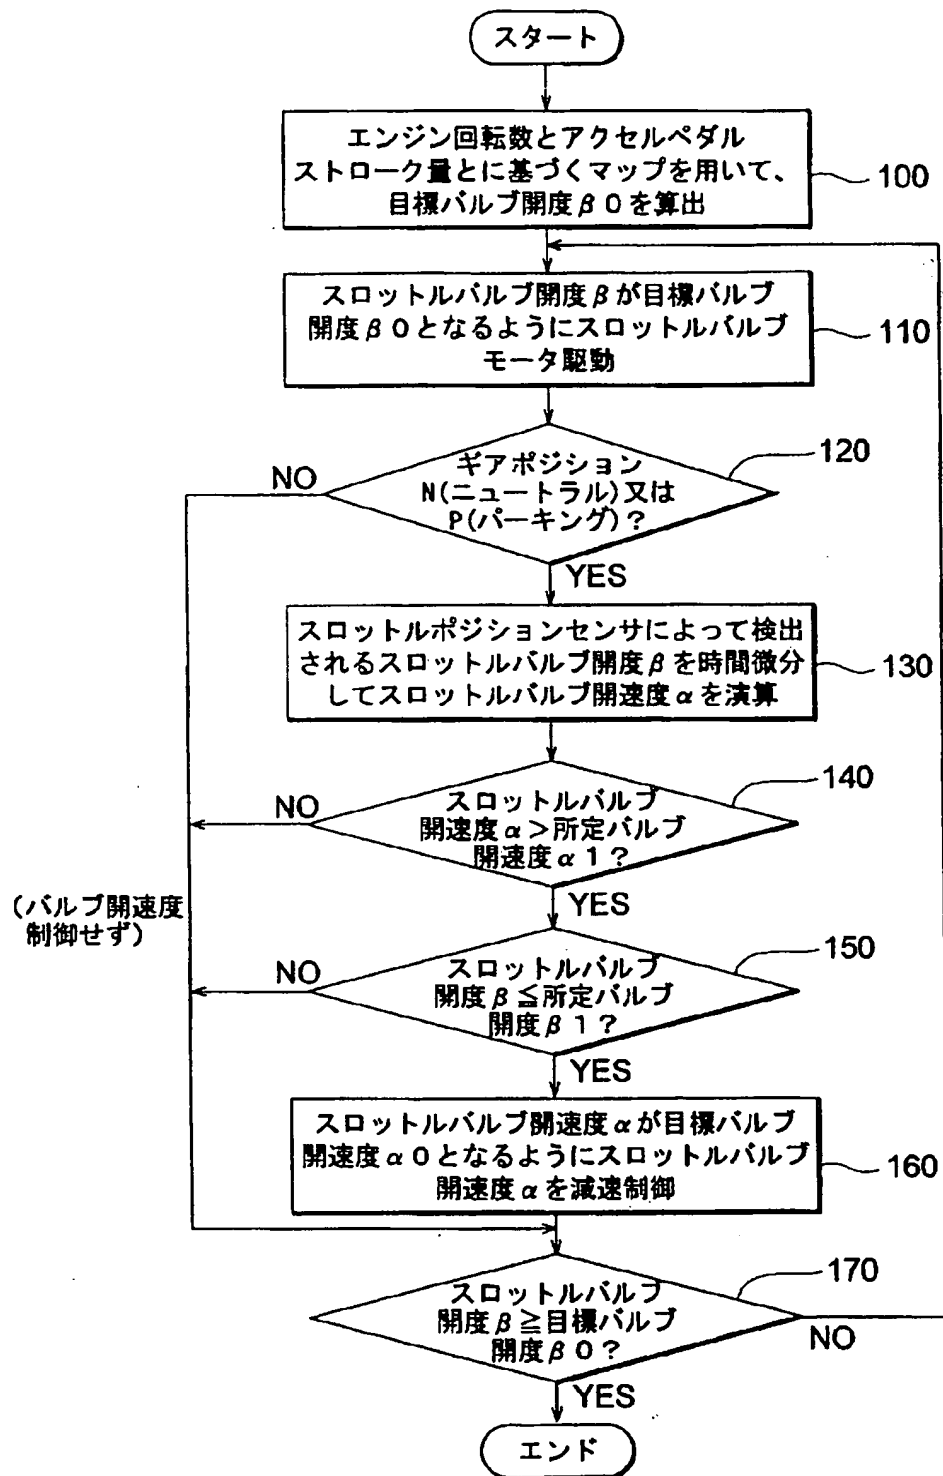 スタート
エンジン回転数とアクセルペダル
ストローク量とに基づくマップを用いて、
目標バルブ開度β０を算出
100
スロットルバルブ開度βが目標バルブ
開度β０となるようにスロットルバルブ
モータ駆動
110
ギアポジション
N(ニュートラル)又は
P(パーキング)？
120
NO
YES
スロットルポジションセンサによって検出
されるスロットルバルブ開度βを時間微分
してスロットルバルブ開速度αを演算
130
スロットルバルブ
開速度α＞所定バルブ
開速度α１？
140
NO
YES
(バルブ開速度
制御せず)
スロットルバルブ
開度β≦所定バルブ
開度β１？
150
NO
YES
スロットルバルブ開速度αが目標バルブ
開速度α０となるようにスロットルバルブ
開速度αを減速制御
160
スロットルバルブ
開度β≧目標バルブ
開度β０？
170
NO
YES
エンド